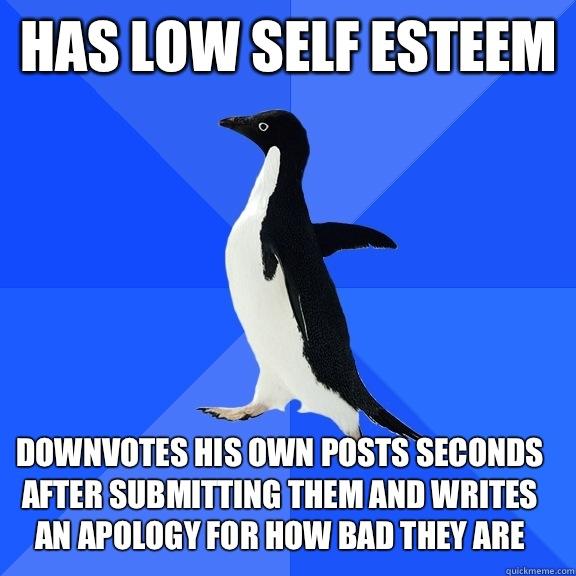 HAS LOW SELF ESTEEM
DOWNVOTES HIS OWN POSTS SECONDS
AFTER SUBMITTING THEM AND WRITES
AN APOLOGY FOR HOW BAD THEY ARE
quickmeme.com